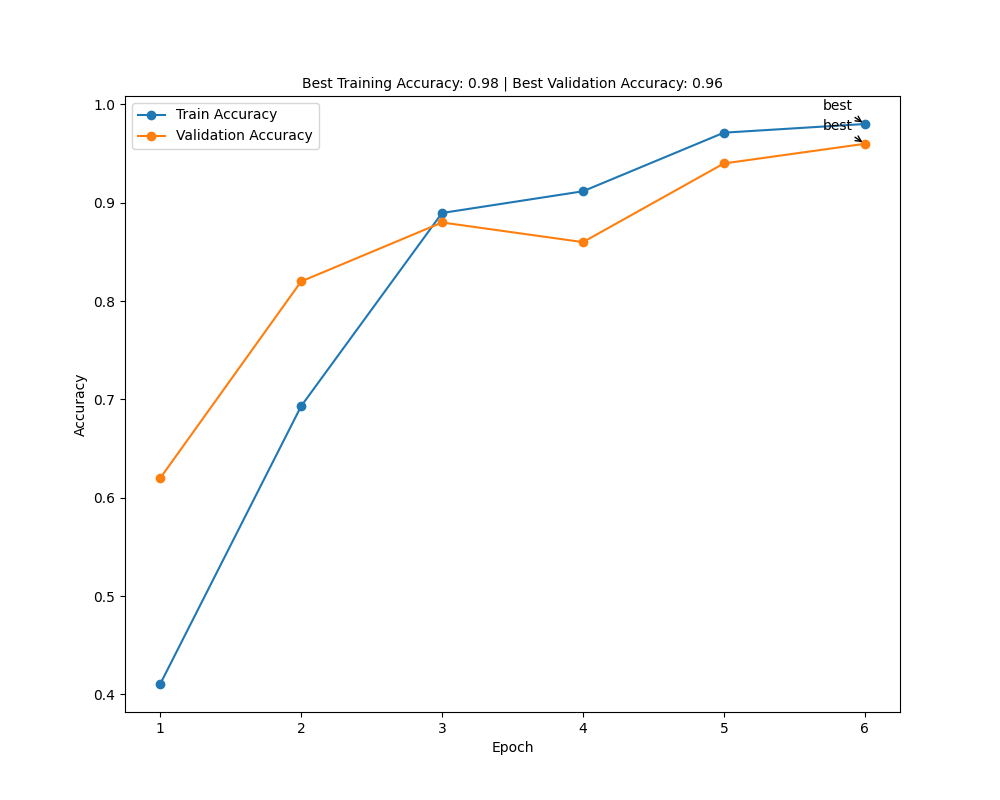 Best Training Accuracy: 0.98 | Best Validation Accuracy: 0.96
Train Accuracy
Validation Accuracy
best
best
1.0
0.9
0.8
0.7
0.6
0.5
0.4
Accuracy
1 2 3 4 5 6
Epoch